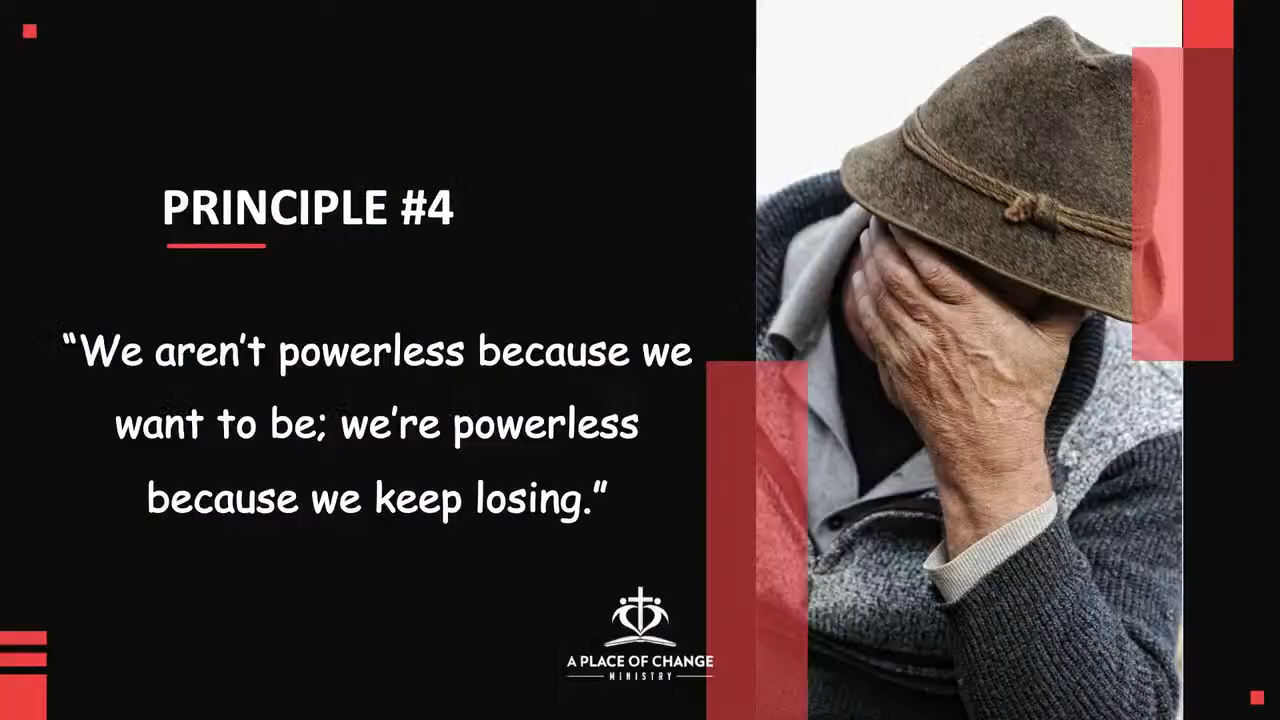 PRINCIPLE #4
“We aren’t powerless because we
want to be; we’re powerless
because we keep losing.”
A PLACE OF CHANGE
MINISTRY